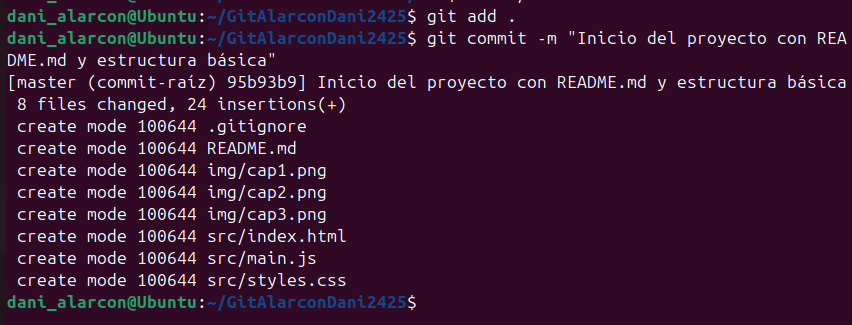 dani_alarcon@Ubuntu:~/GitAlarconDani2425$ git add .
dani_alarcon@Ubuntu:~/GitAlarconDani2425$ git commit -m "Inicio del proyecto con REA
DME.md y estructura básica"
[master (commit-raíz) 95b93b9] Inicio del proyecto con README.md y estructura básica
 8 files changed, 24 insertions(+)
 create mode 100644 .gitignore
 create mode 100644 README.md
 create mode 100644 img/cap1.png
 create mode 100644 img/cap2.png
 create mode 100644 img/cap3.png
 create mode 100644 src/index.html
 create mode 100644 src/main.js
 create mode 100644 src/styles.css
dani_alarcon@Ubuntu:~/GitAlarconDani2425$